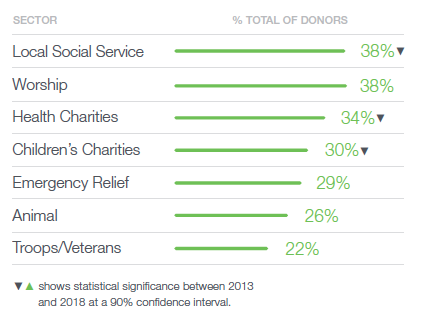 SECTOR % TOTAL OF DONORS
Local Social Service 38%▼
Worship 38%
Health Charities 34%▼
Children's Charities 30%▼
Emergency Relief 29%
Animal 26%
Troops/Veterans 22%
▼▲ shows statistical significance between 2013
and 2018 at a 90% confidence interval.